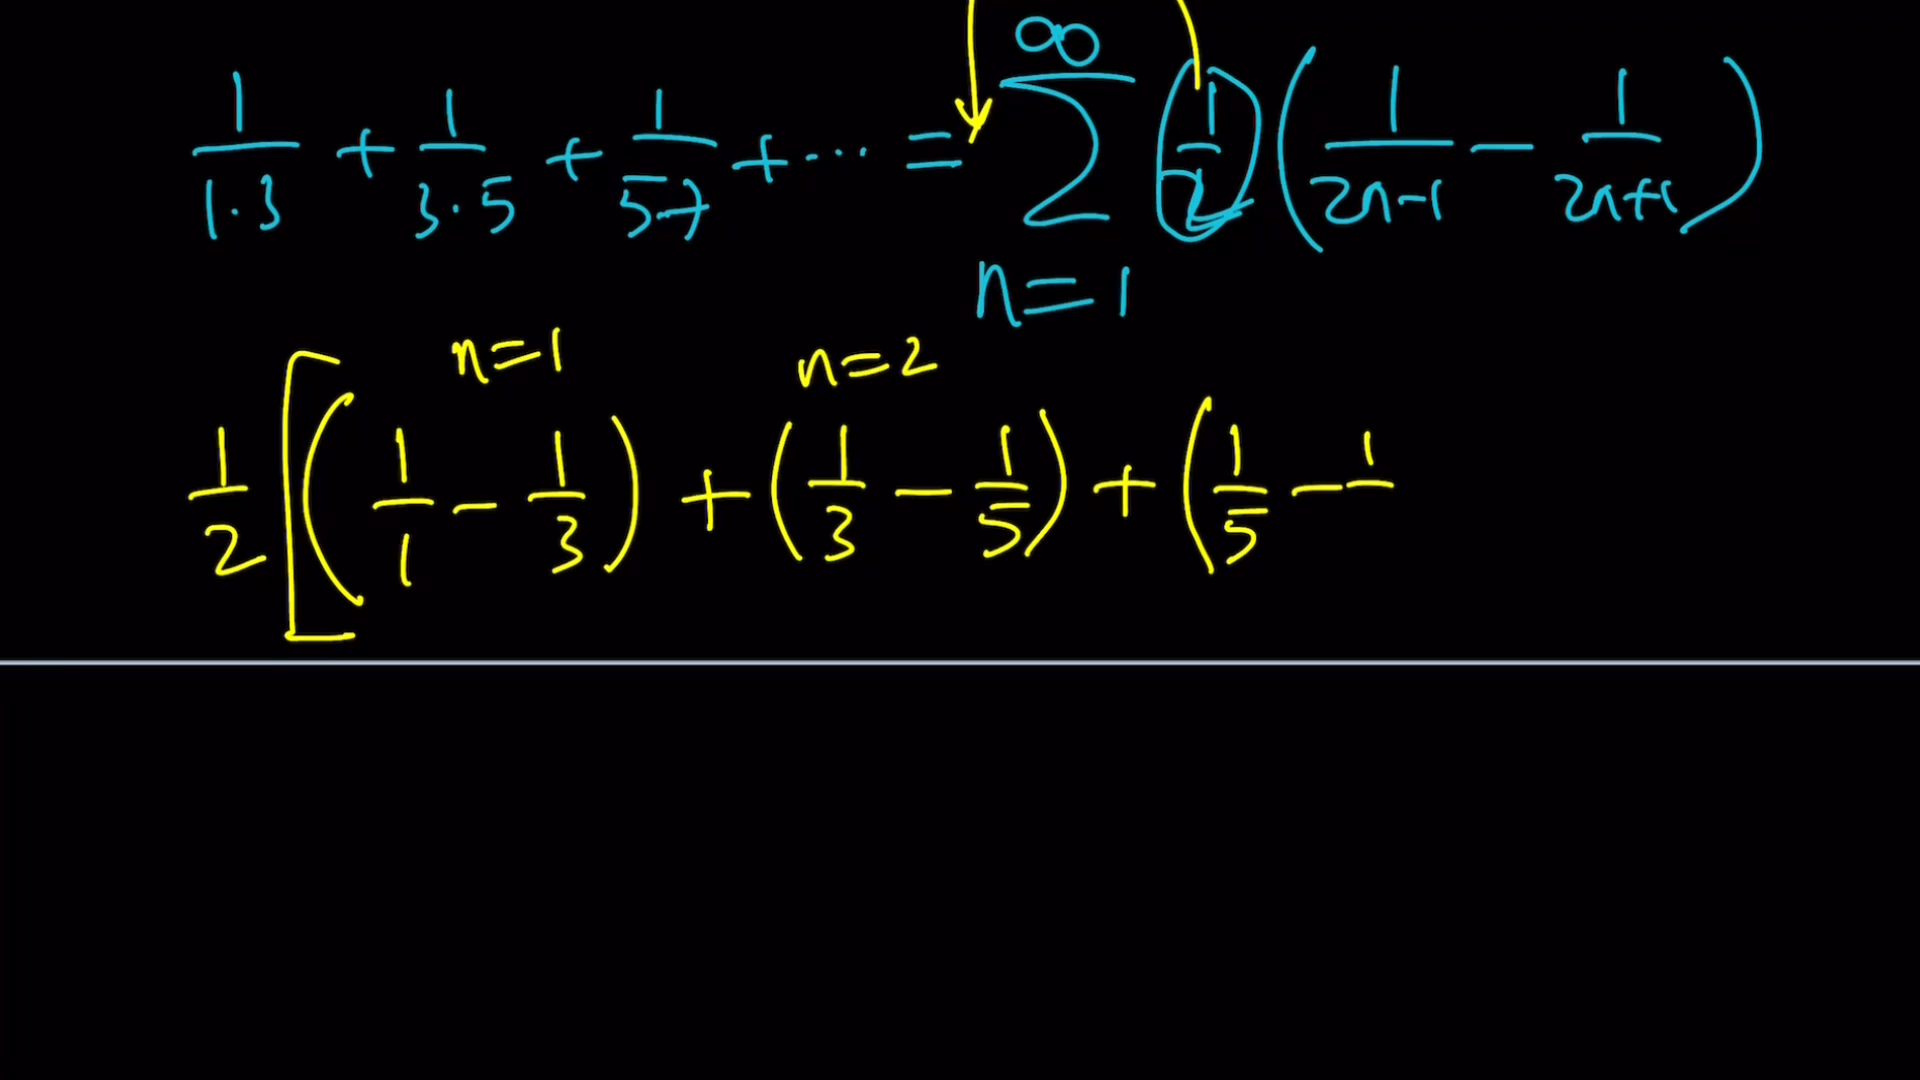 1/(1·3) + 1/(3·5) + 1/(5·7) + ··· = ∑_{n=1}^{∞} (1/2) (1/(2n-1) - 1/(2n+1))
n=1 n=2
1/2 [ (1/1 - 1/3) + (1/3 - 1/5) + (1/5 - 1/